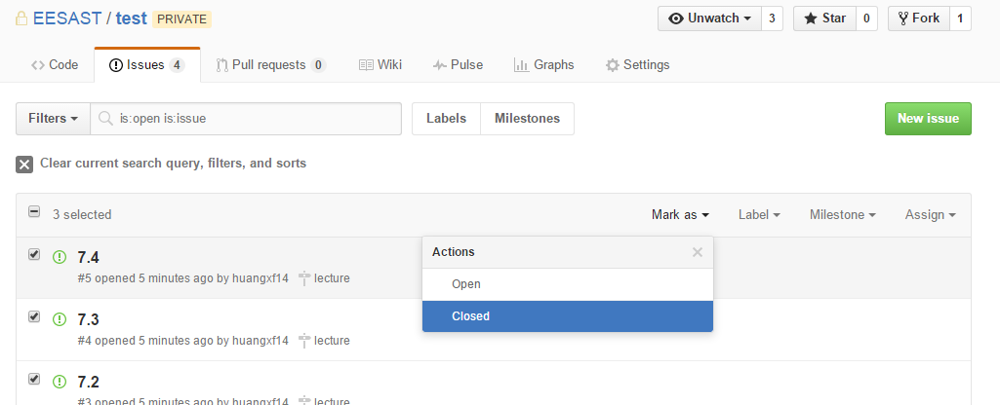 EESAST / test PRIVATE Unwatch 3 Star 0 Fork 1
Code Issues 4 Pull requests 0 Wiki Pulse Graphs Settings
Filters is:open is:issue Labels Milestones New issue
Clear current search query, filters, and sorts
3 selected Mark as Label Milestone Assign
Actions
Open
Closed
7.4
#5 opened 5 minutes ago by huangxf14 lecture
7.3
#4 opened 5 minutes ago by huangxf14 lecture
7.2
#3 opened 5 minutes ago by huangxf14 lecture